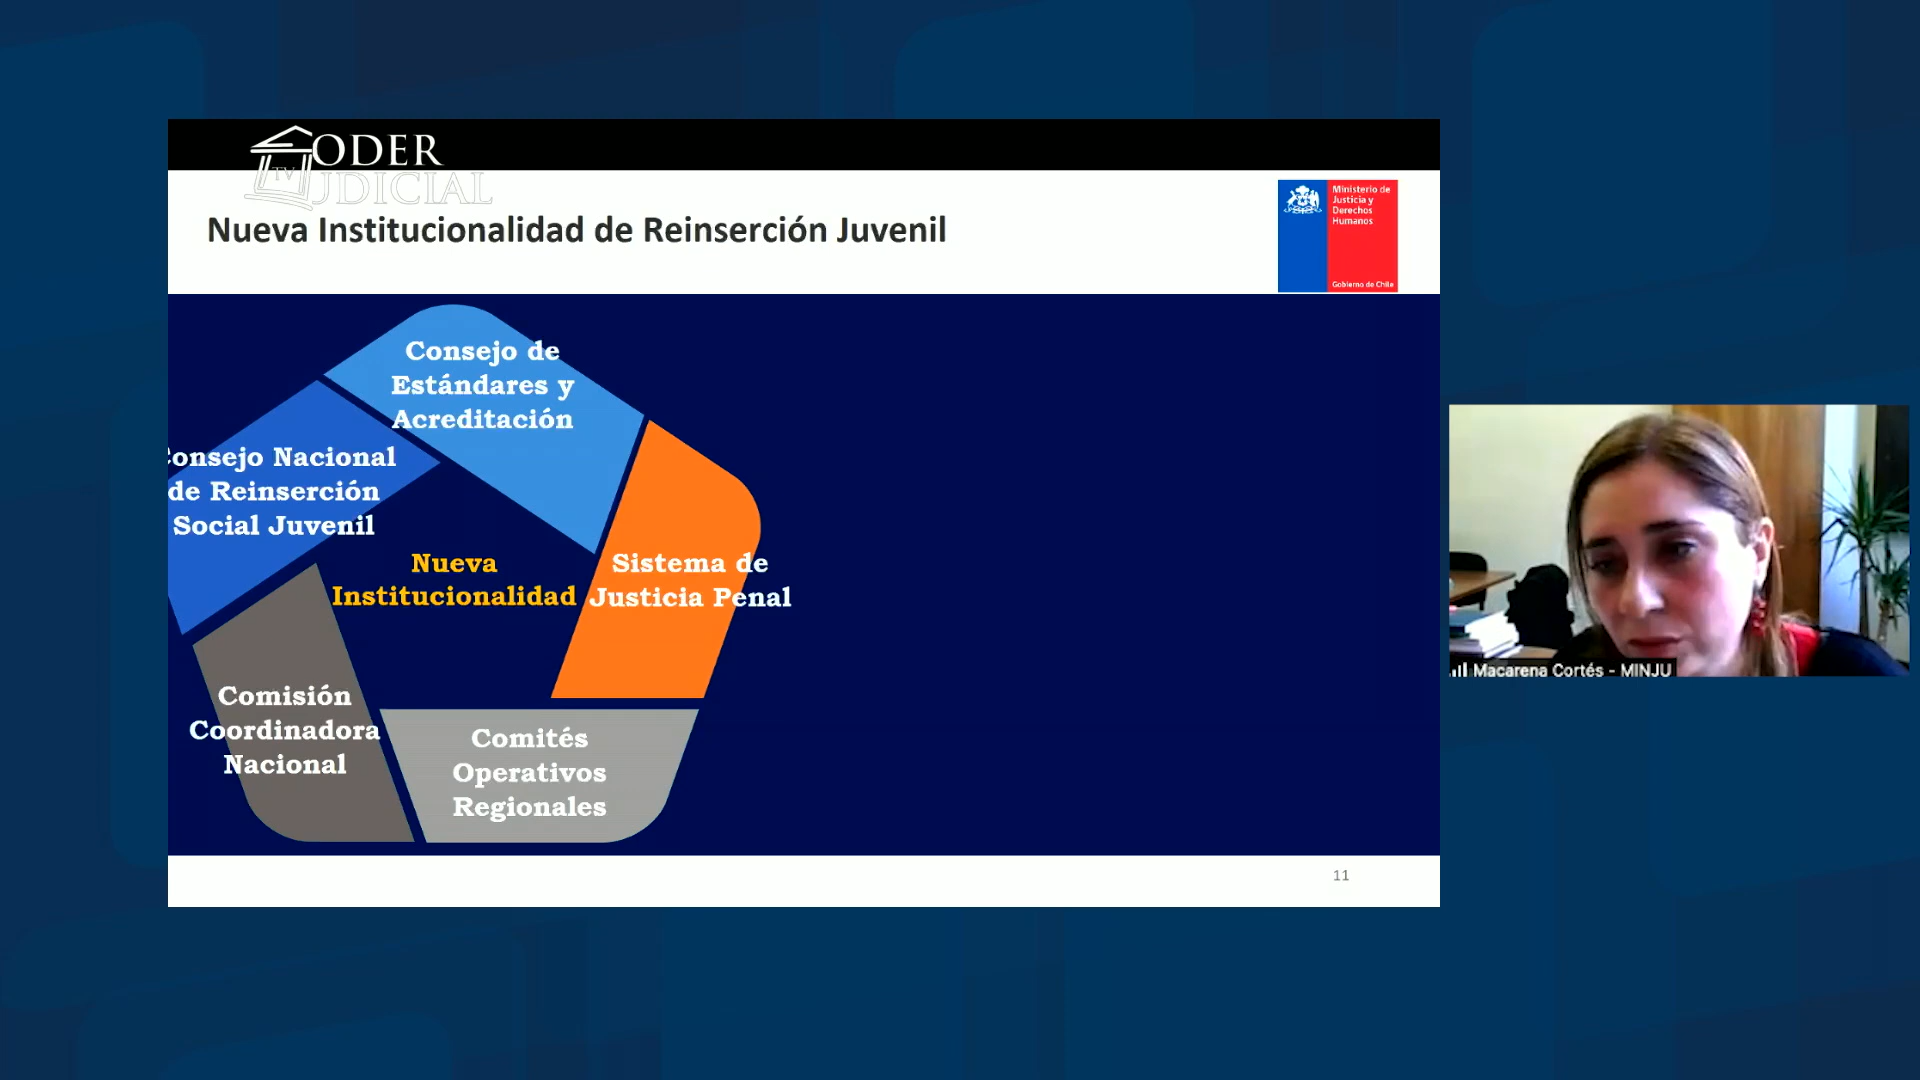 PODER
TV
JUDICIAL
Nueva Institucionalidad de Reinserción Juvenil
Ministerio de
Justicia y
Derechos
Humanos
Gobierno de Chile
Consejo de
Estándares y
Acreditación
Consejo Nacional
de Reinserción
Social Juvenil
Nueva
Institucionalidad
Sistema de
Justicia Penal
Comisión
Coordinadora
Nacional
Comités
Operativos
Regionales
11
Macarena Cortés - MINJU